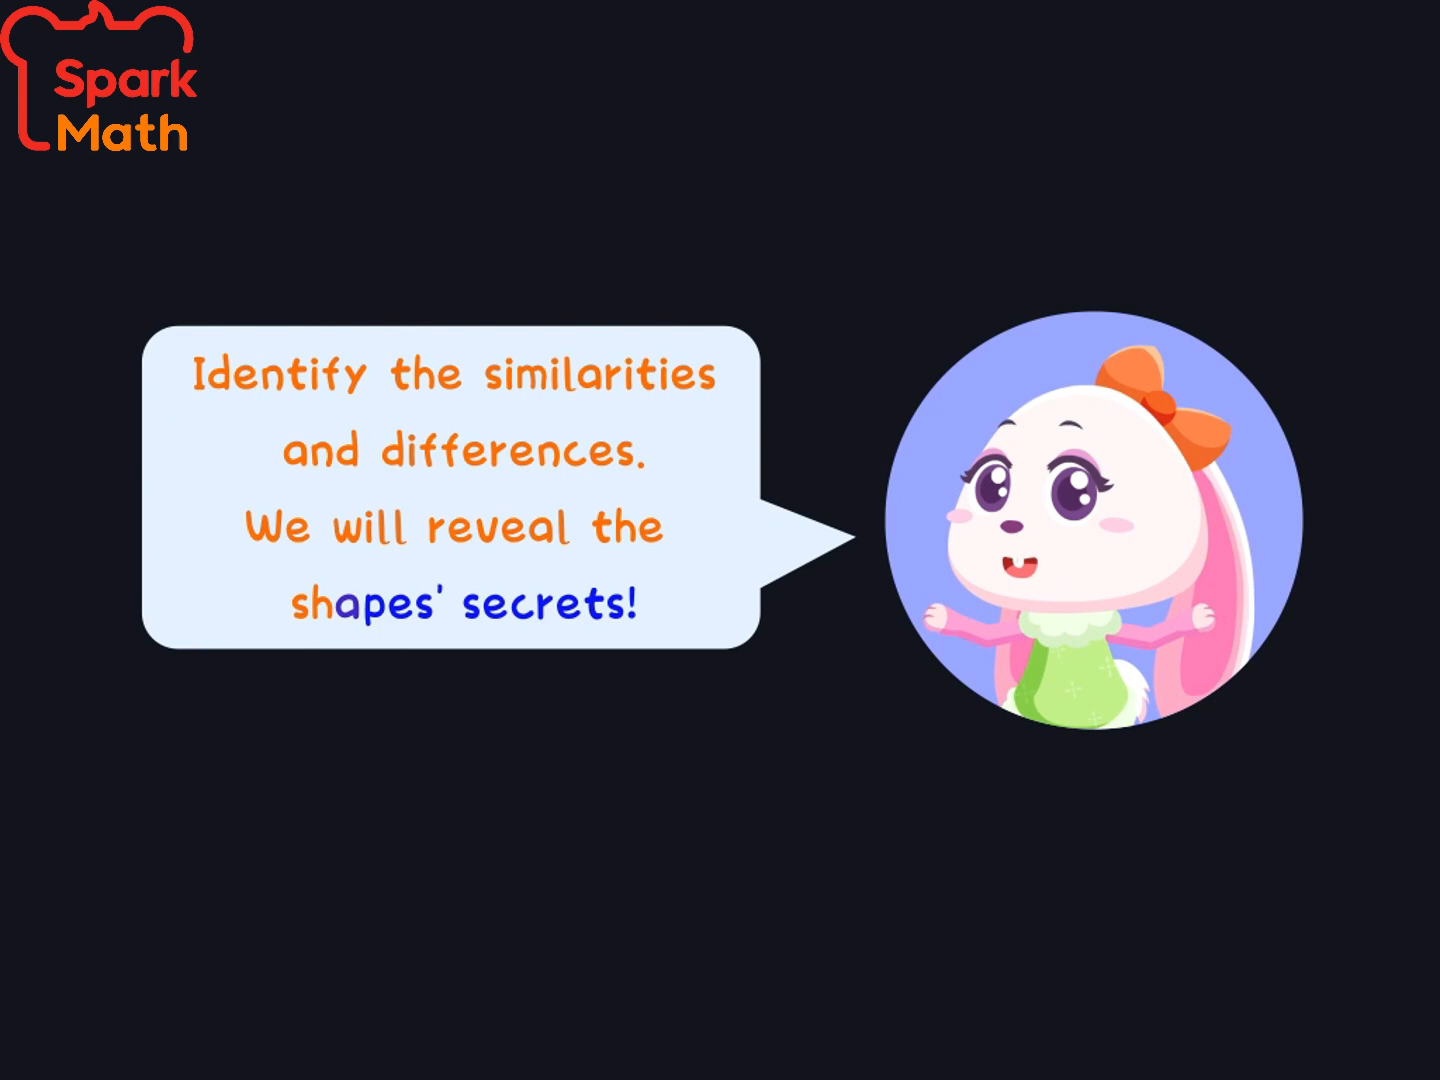 Spark
Math
Identify the similarities
and differences.
We will reveal the
shapes' secrets!